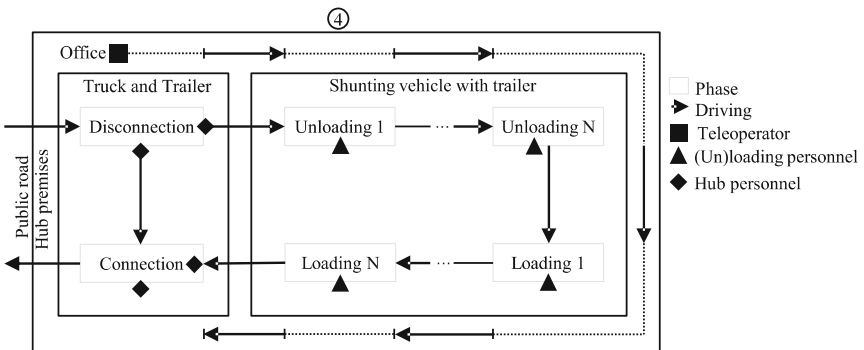 ④
Office
Truck and Trailer
Shunting vehicle with trailer
Disconnection
Unloading 1
...
Unloading N
Public road
Hub premises
Connection
Loading N
...
Loading 1
Phase
Driving
Teleoperator
(Un)loading personnel
Hub personnel